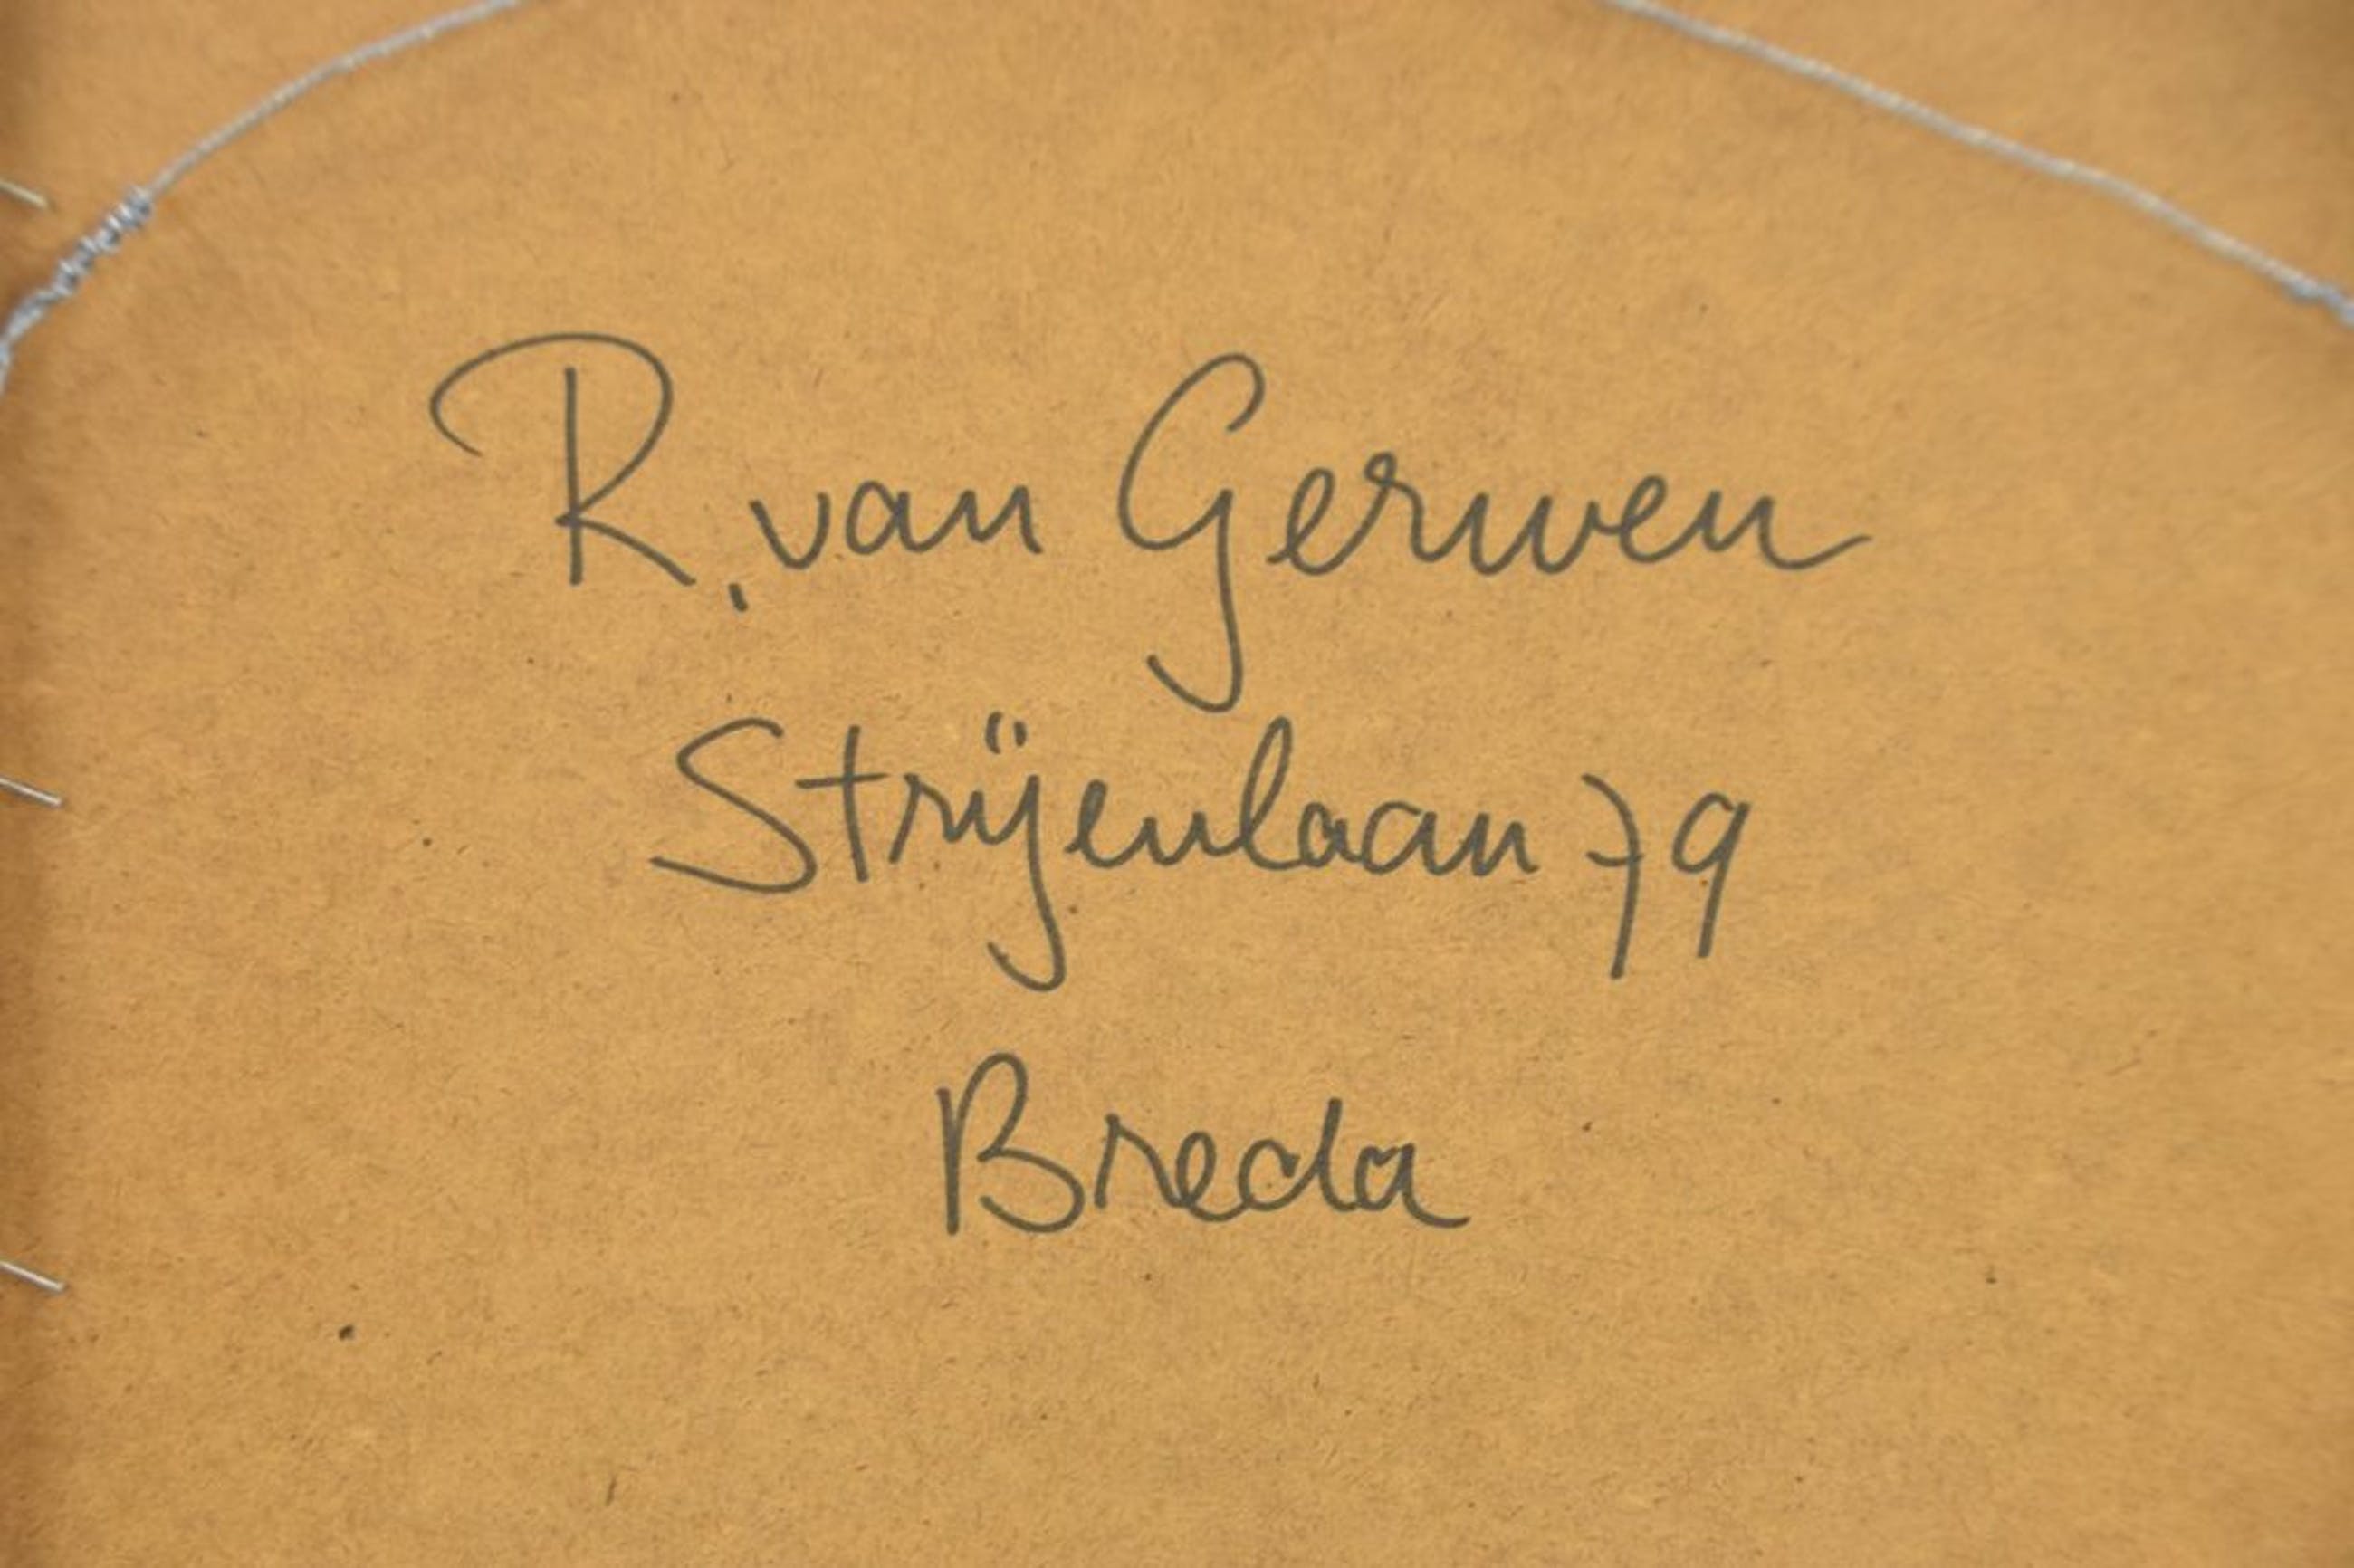 R. van Gerwen
Strijenlaan 79
Breda